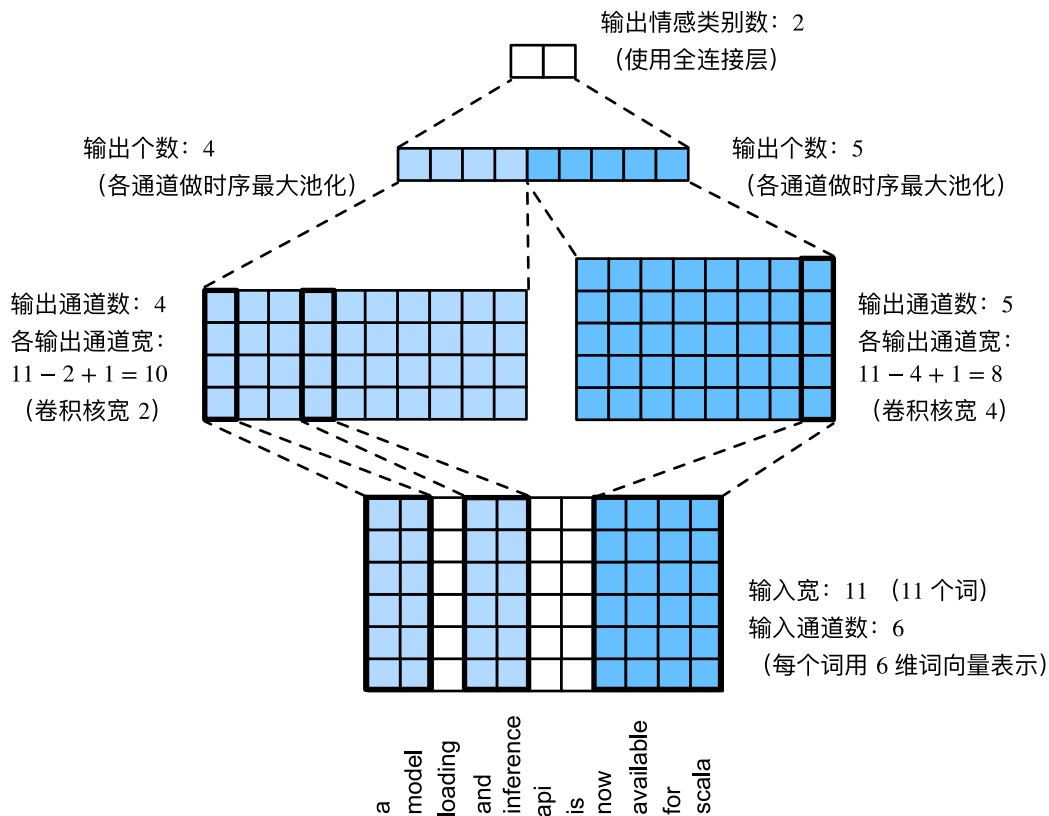 输出情感类别数：2
（使用全连接层）
输出个数：4
（各通道做时序最大池化）
输出个数：5
（各通道做时序最大池化）
输出通道数：4
各输出通道宽：
11 − 2 + 1 = 10
（卷积核宽 2）
输出通道数：5
各输出通道宽：
11 − 4 + 1 = 8
（卷积核宽 4）
输入宽：11 （11 个词）
输入通道数：6
（每个词用 6 维词向量表示）
a
model
loading
and
inference
api
is
now
available
for
scala